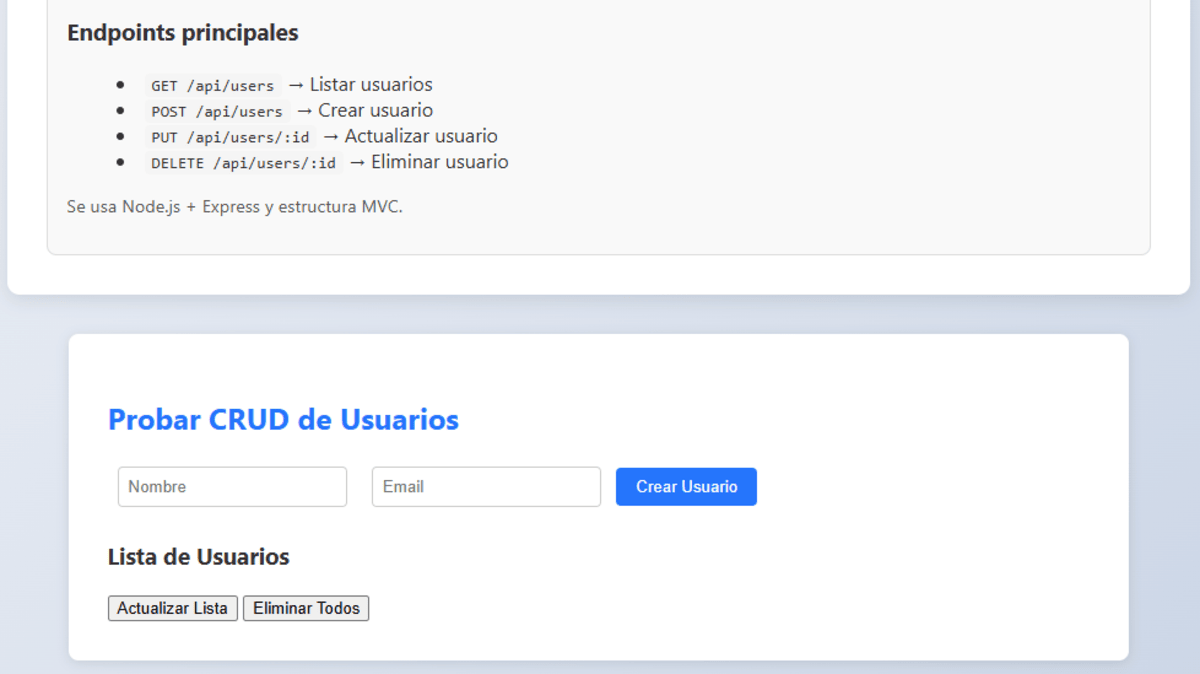 Endpoints principales
GET /api/users → Listar usuarios
POST /api/users → Crear usuario
PUT /api/users/:id → Actualizar usuario
DELETE /api/users/:id → Eliminar usuario
Se usa Node.js + Express y estructura MVC.
Probar CRUD de Usuarios
Nombre Email Crear Usuario
Lista de Usuarios
Actualizar Lista Eliminar Todos